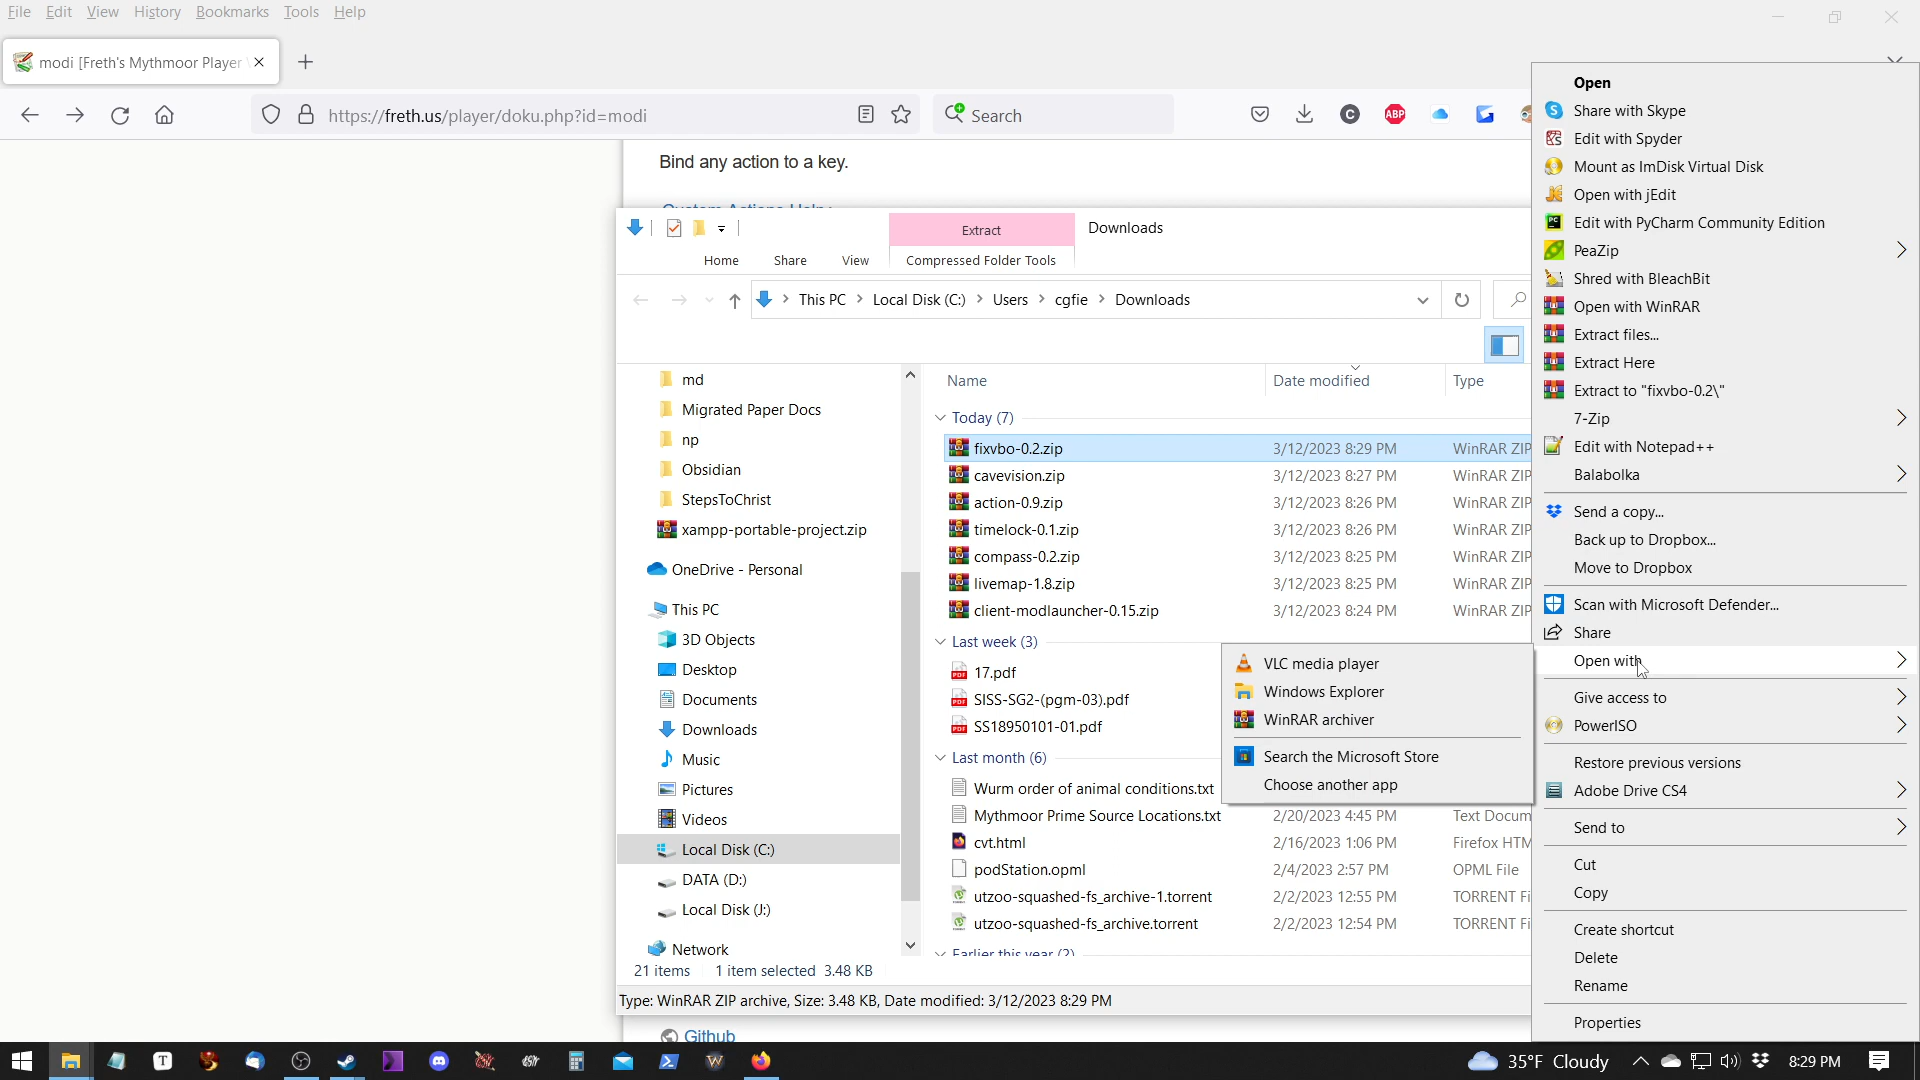 File Edit View History Bookmarks Tools Help
modi [Freth's Mythmoor Player
https://freth.us/player/doku.php?id=modi
Search
C
ABP
Bind any action to a key.
Extract
Downloads
Home Share View Compressed Folder Tools
This PC Local Disk (C:) Users cgfie Downloads
md
Migrated Paper Docs
np
Obsidian
StepsToChrist
xampp-portable-project.zip
OneDrive - Personal
This PC
3D Objects
Desktop
Documents
Downloads
Music
Pictures
Videos
Local Disk (C:)
DATA (D:)
Local Disk (J:)
Network
Name Date modified Type
Today (7)
fixvbo-0.2.zip 3/12/2023 8:29 PM WinRAR ZIP
cavevision.zip 3/12/2023 8:27 PM WinRAR ZIP
action-0.9.zip 3/12/2023 8:26 PM WinRAR ZIP
timelock-0.1.zip 3/12/2023 8:26 PM WinRAR ZIP
compass-0.2.zip 3/12/2023 8:25 PM WinRAR ZIP
livemap-1.8.zip 3/12/2023 8:25 PM WinRAR ZIP
client-modlauncher-0.15.zip 3/12/2023 8:24 PM WinRAR ZIP
Last week (3)
17.pdf
SISS-SG2-(pgm-03).pdf
SS18950101-01.pdf
Last month (6)
Wurm order of animal conditions.txt
Mythmoor Prime Source Locations.txt 2/20/2023 4:45 PM Text Docum
cvt.html 2/16/2023 1:06 PM Firefox HTM
podStation.opml 2/4/2023 2:57 PM OPML File
utzoo-squashed-fs_archive-1.torrent 2/2/2023 12:55 PM TORRENT Fi
utzoo-squashed-fs_archive.torrent 2/2/2023 12:54 PM TORRENT Fi
Earlier this year (2)
21 items 1 item selected 3.48 KB
Type: WinRAR ZIP archive, Size: 3.48 KB, Date modified: 3/12/2023 8:29 PM
Github
VLC media player
Windows Explorer
WinRAR archiver
Search the Microsoft Store
Choose another app
Open
Share with Skype
Edit with Spyder
Mount as ImDisk Virtual Disk
Open with jEdit
Edit with PyCharm Community Edition
PeaZip
Shred with BleachBit
Open with WinRAR
Extract files...
Extract Here
Extract to "fixvbo-0.2\"
7-Zip
Edit with Notepad++
Balabolka
Send a copy...
Back up to Dropbox...
Move to Dropbox
Scan with Microsoft Defender...
Share
Open with
Give access to
PowerISO
Restore previous versions
Adobe Drive CS4
Send to
Cut
Copy
Create shortcut
Delete
Rename
Properties
35°F Cloudy
8:29 PM